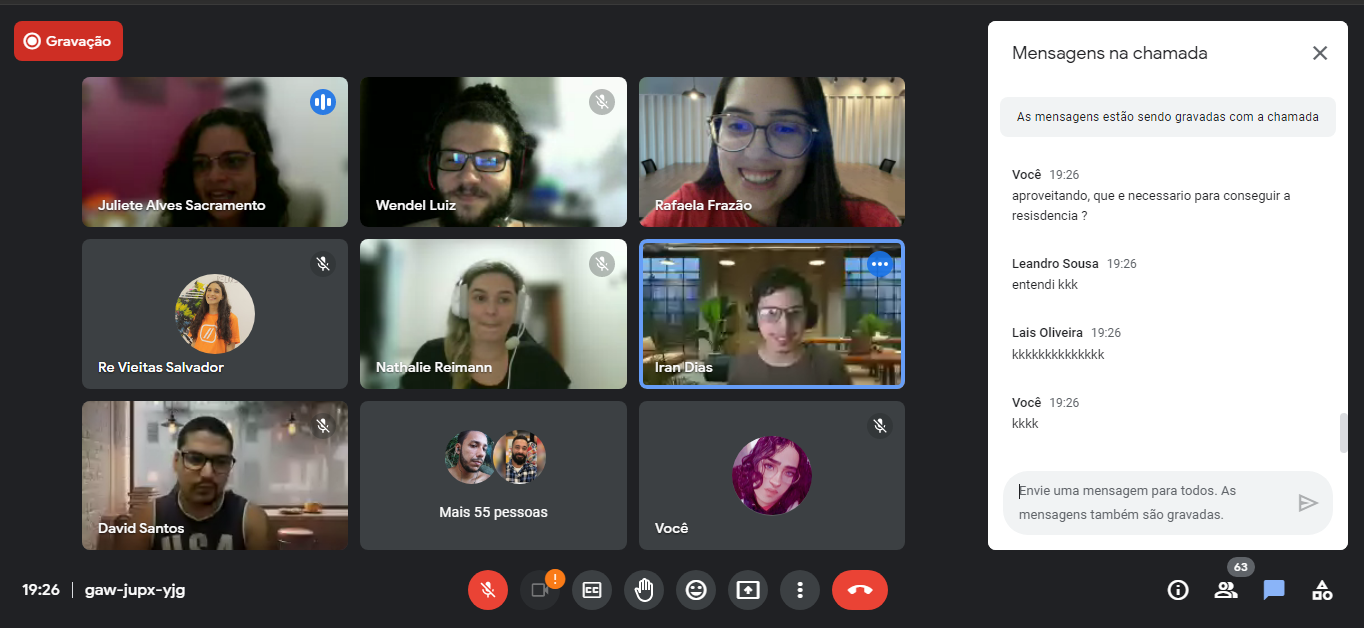 Gravação
Juliete Alves Sacramento
Wendel Luiz
Rafaela Frazão
Re Vieitas Salvador
Nathalie Reimann
Iran Dias
David Santos
USA
Mais 55 pessoas
Você
Mensagens na chamada
As mensagens estão sendo gravadas com a chamada
Você 19:26
aproveitando, que e necessario para conseguir a
resisdencia ?
Leandro Sousa 19:26
entendi kkk
Lais Oliveira 19:26
kkkkkkkkkkkkkk
Você 19:26
kkkk
Envie uma mensagem para todos. As
mensagens também são gravadas.
19:26 | gaw-jupx-yjg
!
CC
63